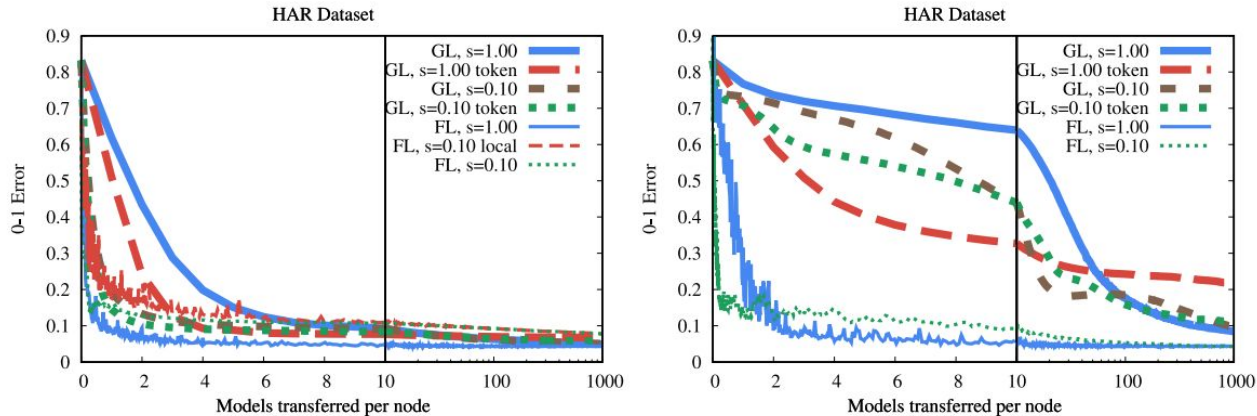 HAR Dataset
0-1 Error
0.9
0.8
0.7
0.6
0.5
0.4
0.3
0.2
0.1
0
GL, s=1.00
GL, s=1.00 token
GL, s=0.10
GL, s=0.10 token
FL, s=1.00
FL, s=0.10 local
FL, s=0.10
0 2 4 6 8 10 100 1000
Models transferred per node
HAR Dataset
0-1 Error
0.9
0.8
0.7
0.6
0.5
0.4
0.3
0.2
0.1
0
GL, s=1.00
GL, s=1.00 token
GL, s=0.10
GL, s=0.10 token
FL, s=1.00
FL, s=0.10
0 2 4 6 8 10 100 1000
Models transferred per node